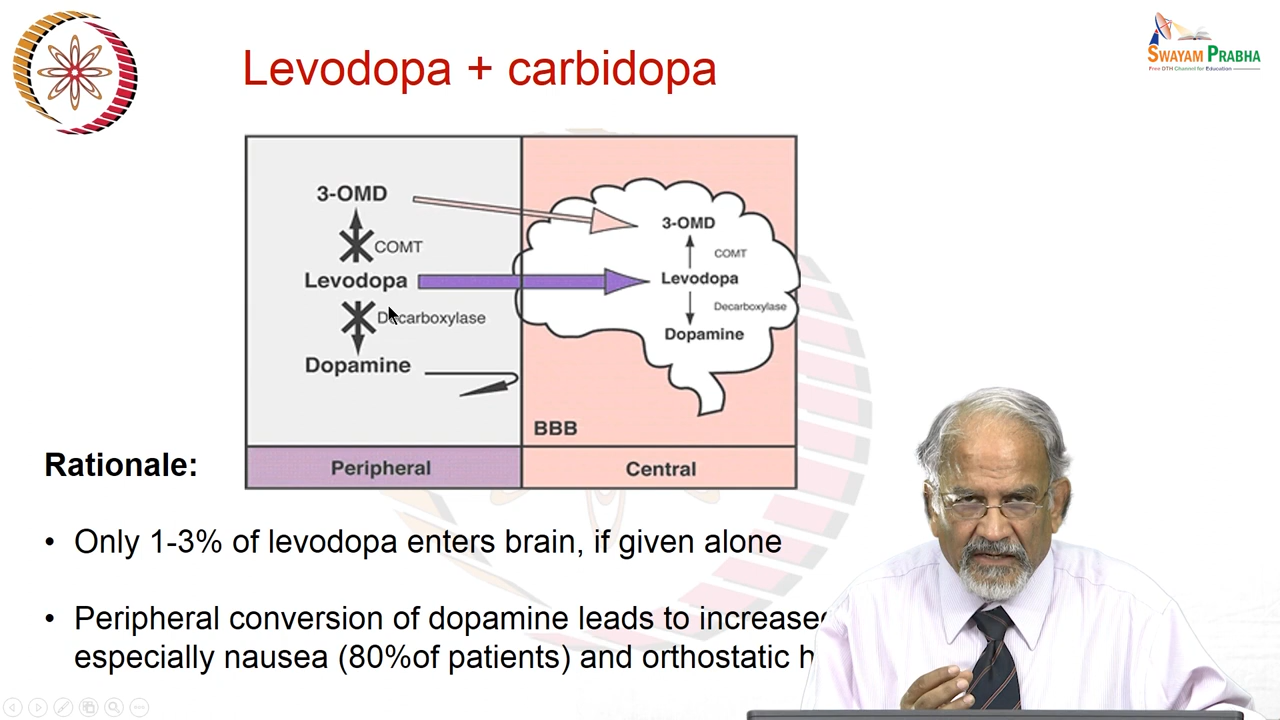 Levodopa + carbidopa
SWAYAM PRABHA
Free DTH Channel for Education
3-OMD
COMT
Levodopa
Decarboxylase
Dopamine
3-OMD
COMT
Levodopa
Decarboxylase
Dopamine
BBB
Peripheral
Central
Rationale:
• Only 1-3% of levodopa enters brain, if given alone
• Peripheral conversion of dopamine leads to increased
especially nausea (80%of patients) and orthostatic h